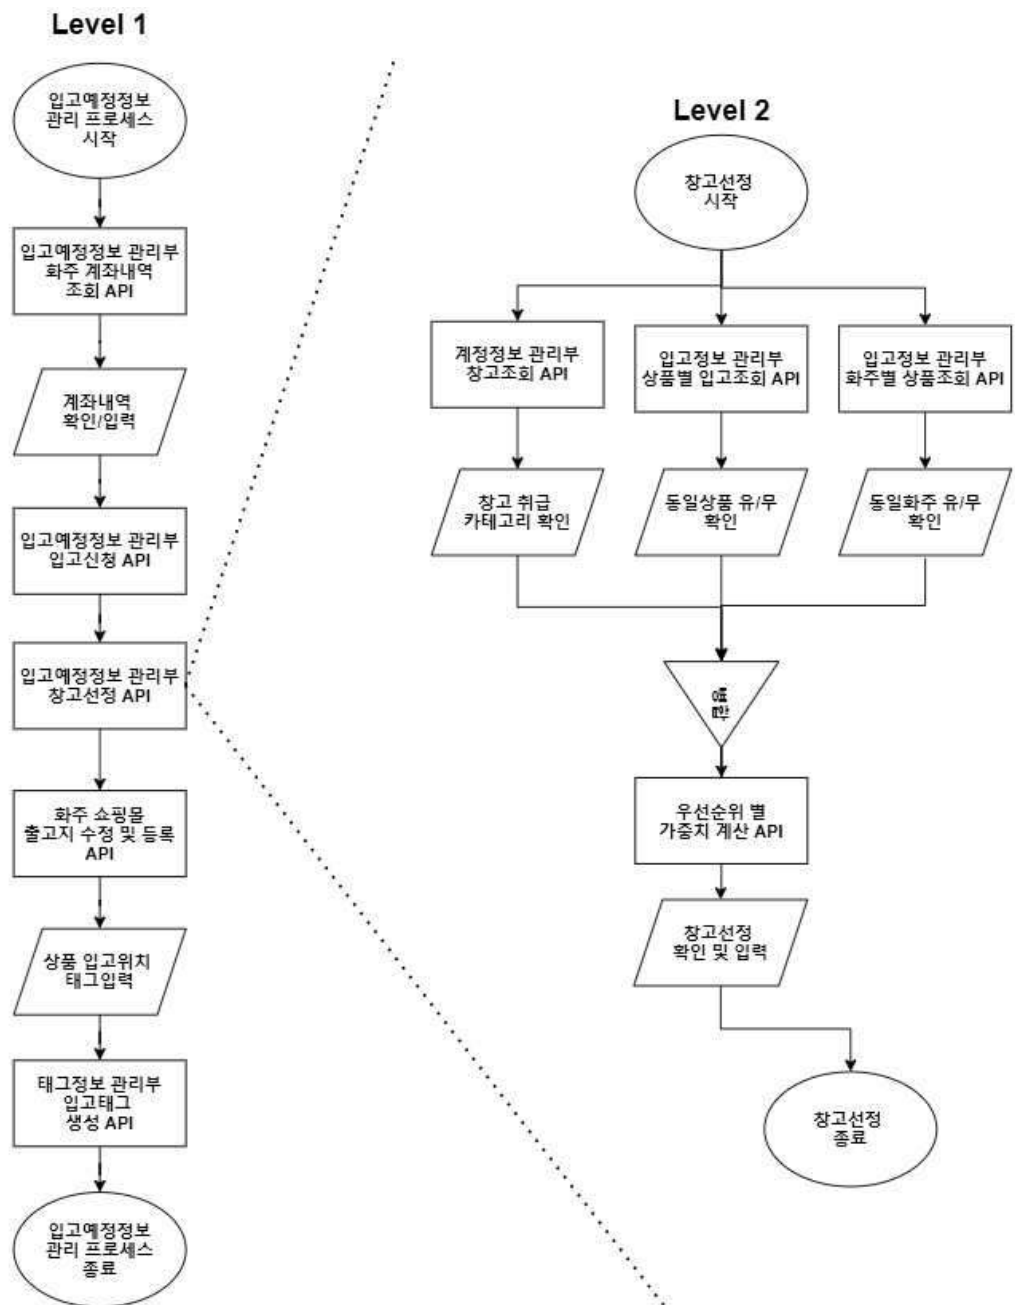 Level 1
입고예정정보
관리 프로세스
시작
입고예정정보 관리부
화주 계좌내역
조회 API
계좌내역
확인/입력
입고예정정보 관리부
입고신청 API
입고예정정보 관리부
창고선정 API
화주 쇼핑몰
출고지 수정 및 등록
API
상품 입고위치
태그입력
태그정보 관리부
입고태그
생성 API
입고예정정보
관리 프로세스
종료
Level 2
창고선정
시작
계정정보 관리부
창고조회 API
입고정보 관리부
상품별 입고조회 API
입고정보 관리부
화주별 상품조회 API
창고 취급
카테고리 확인
동일상품 유/무
확인
동일화주 유/무
확인
병합
우선순위 별
가중치 계산 API
창고선정
확인 및 입력
창고선정
종료